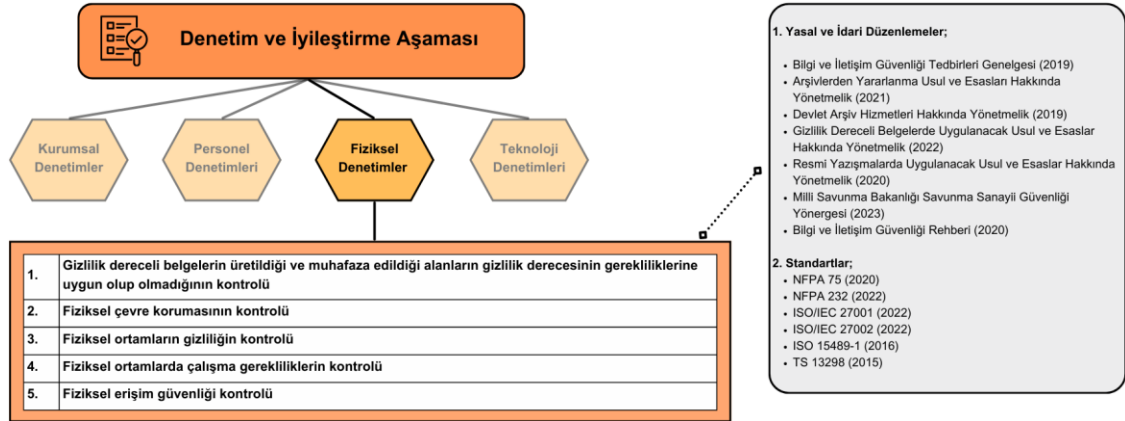 Denetim ve İyileştirme Aşaması
Kurumsal
Denetimler
Personel
Denetimleri
Fiziksel
Denetimler
Teknoloji
Denetimleri
1. Gizlilik dereceli belgelerin üretildiği ve muhafaza edildiği alanların gizlilik derecesinin gerekliliklerine
uygun olup olmadığının kontrolü
2. Fiziksel çevre korumasının kontrolü
3. Fiziksel ortamların gizliliğin kontrolü
4. Fiziksel ortamlarda çalışma gerekliliklerin kontrolü
5. Fiziksel erişim güvenliği kontrolü
1. Yasal ve İdari Düzenlemeler;
• Bilgi ve İletişim Güvenliği Tedbirleri Genelgesi (2019)
• Arşivlerden Yararlanma Usul ve Esasları Hakkında
Yönetmelik (2021)
• Devlet Arşiv Hizmetleri Hakkında Yönetmelik (2019)
• Gizlilik Dereceli Belgelerde Uygulanacak Usul ve Esaslar
Hakkında Yönetmelik (2022)
• Resmi Yazışmalarda Uygulanacak Usul ve Esaslar Hakkında
Yönetmelik (2020)
• Milli Savunma Bakanlığı Savunma Sanayii Güvenliği
Yönergesi (2023)
• Bilgi ve İletişim Güvenliği Rehberi (2020)
2. Standartlar;
• NFPA 75 (2020)
• NFPA 232 (2022)
• ISO/IEC 27001 (2022)
• ISO/IEC 27002 (2022)
• ISO 15489-1 (2016)
• TS 13298 (2015)